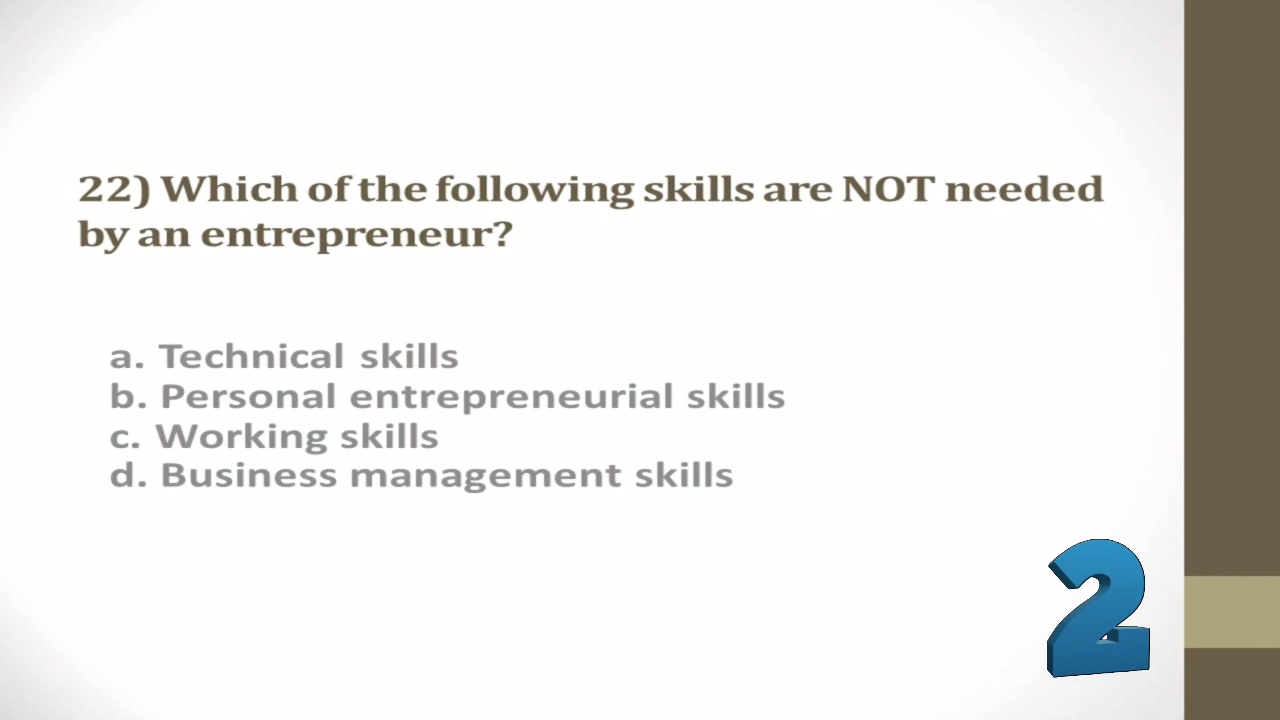 22) Which of the following skills are NOT needed
by an entrepreneur?
a. Technical skills
b. Personal entrepreneurial skills
c. Working skills
d. Business management skills
2